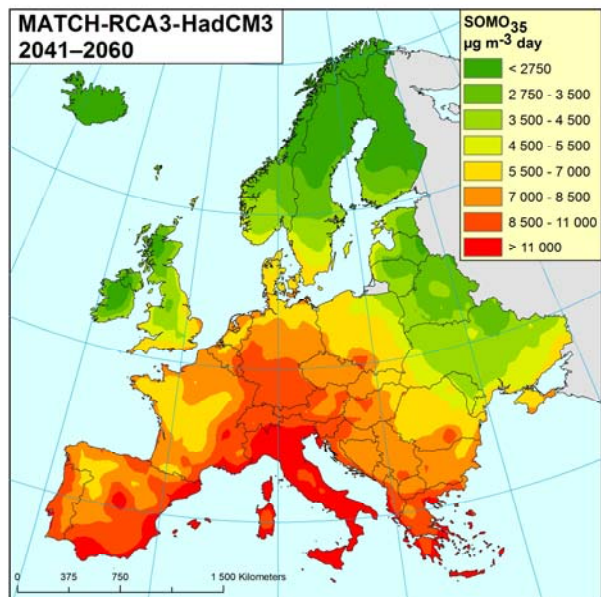 MATCH-RCA3-HadCM3
2041–2060
SOMO35
µg m-3 day
< 2750
2 750 - 3 500
3 500 - 4 500
4 500 - 5 500
5 500 - 7 000
7 000 - 8 500
8 500 - 11 000
> 11 000
0 375 750 1 500 Kilometers